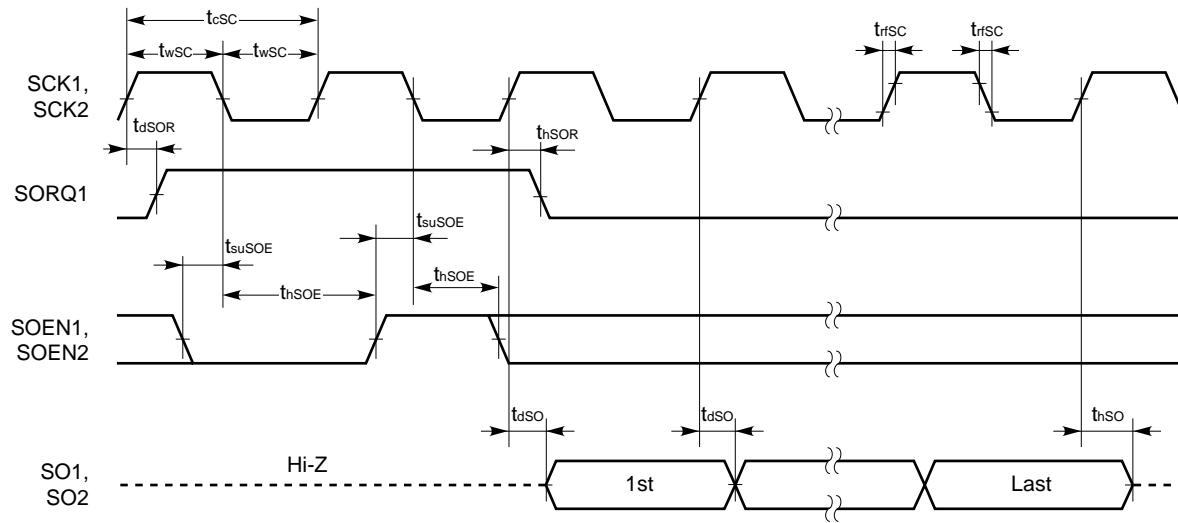 tcSC
twSC twSC trfSC trfSC
SCK1,
SCK2
tdSOR thSOR
SORQ1
tsuSOE
tsuSOE
thSOE
thSOE
SOEN1,
SOEN2
tdSO tdSO thSO
Hi-Z
SO1,
SO2
1st Last